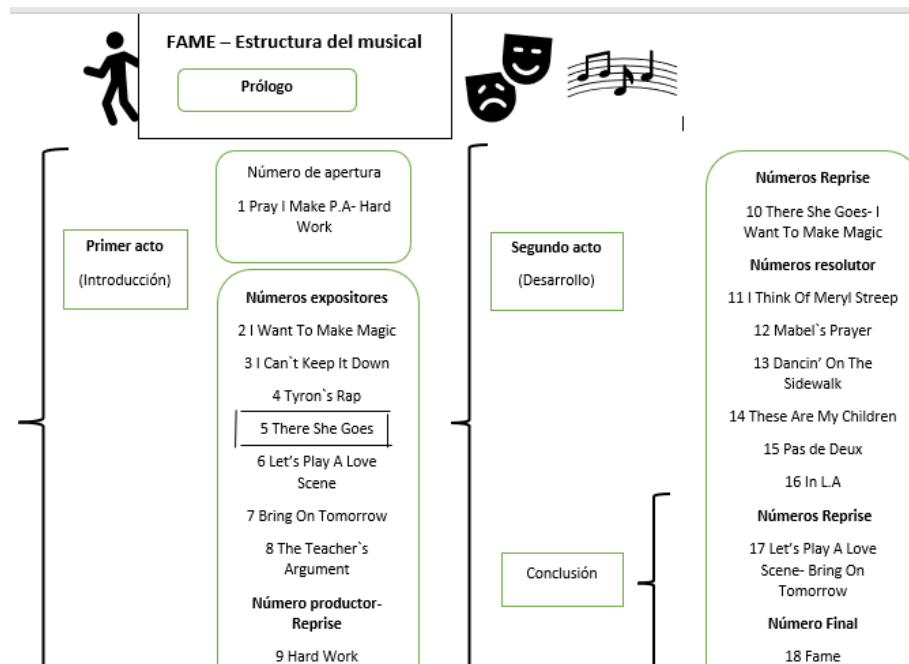 FAME – Estructura del musical
Prólogo
Primer acto
(Introducción)
Número de apertura
1 Pray I Make P.A- Hard
Work
Números expositores
2 I Want To Make Magic
3 I Can`t Keep It Down
4 Tyron`s Rap
5 There She Goes
6 Let’s Play A Love
Scene
7 Bring On Tomorrow
8 The Teacher`s
Argument
Número productor-
Reprise
9 Hard Work
Segundo acto
(Desarrollo)
Números Reprise
10 There She Goes- I
Want To Make Magic
Números resolutor
11 I Think Of Meryl Streep
12 Mabel`s Prayer
13 Dancin’ On The
Sidewalk
14 These Are My Children
15 Pas de Deux
16 In L.A
Conclusión
Números Reprise
17 Let’s Play A Love
Scene- Bring On
Tomorrow
Número Final
18 Fame